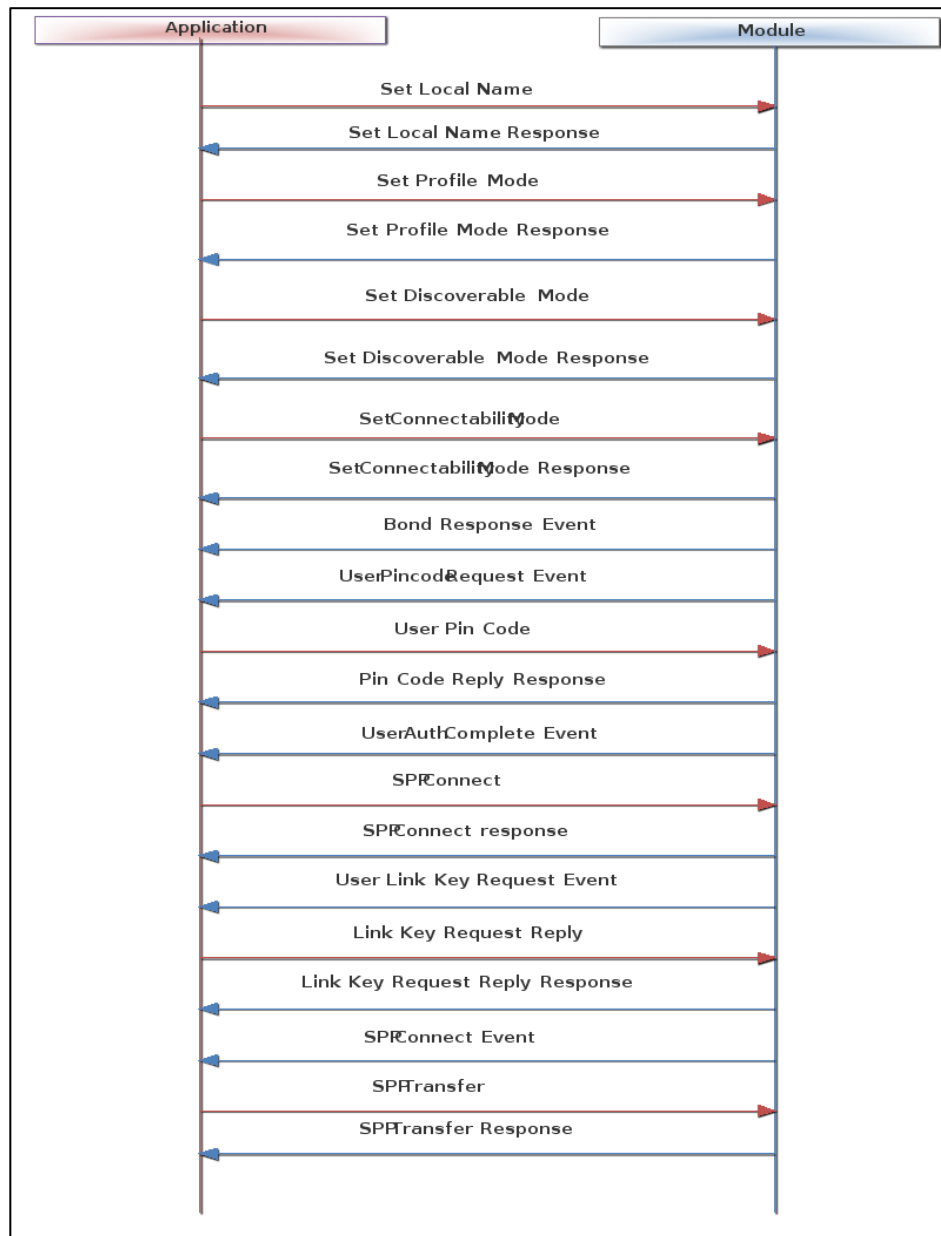 Application
Module
Set Local Name
Set Local Name Response
Set Profile Mode
Set Profile Mode Response
Set Discoverable Mode
Set Discoverable Mode Response
SetConnectabilityMode
SetConnectabilityMode Response
Bond Response Event
UserPincodeRequest Event
User Pin Code
Pin Code Reply Response
UserAuthComplete Event
SPPConnect
SPPConnect response
User Link Key Request Event
Link Key Request Reply
Link Key Request Reply Response
SPPConnect Event
SPPTransfer
SPPTransfer Response